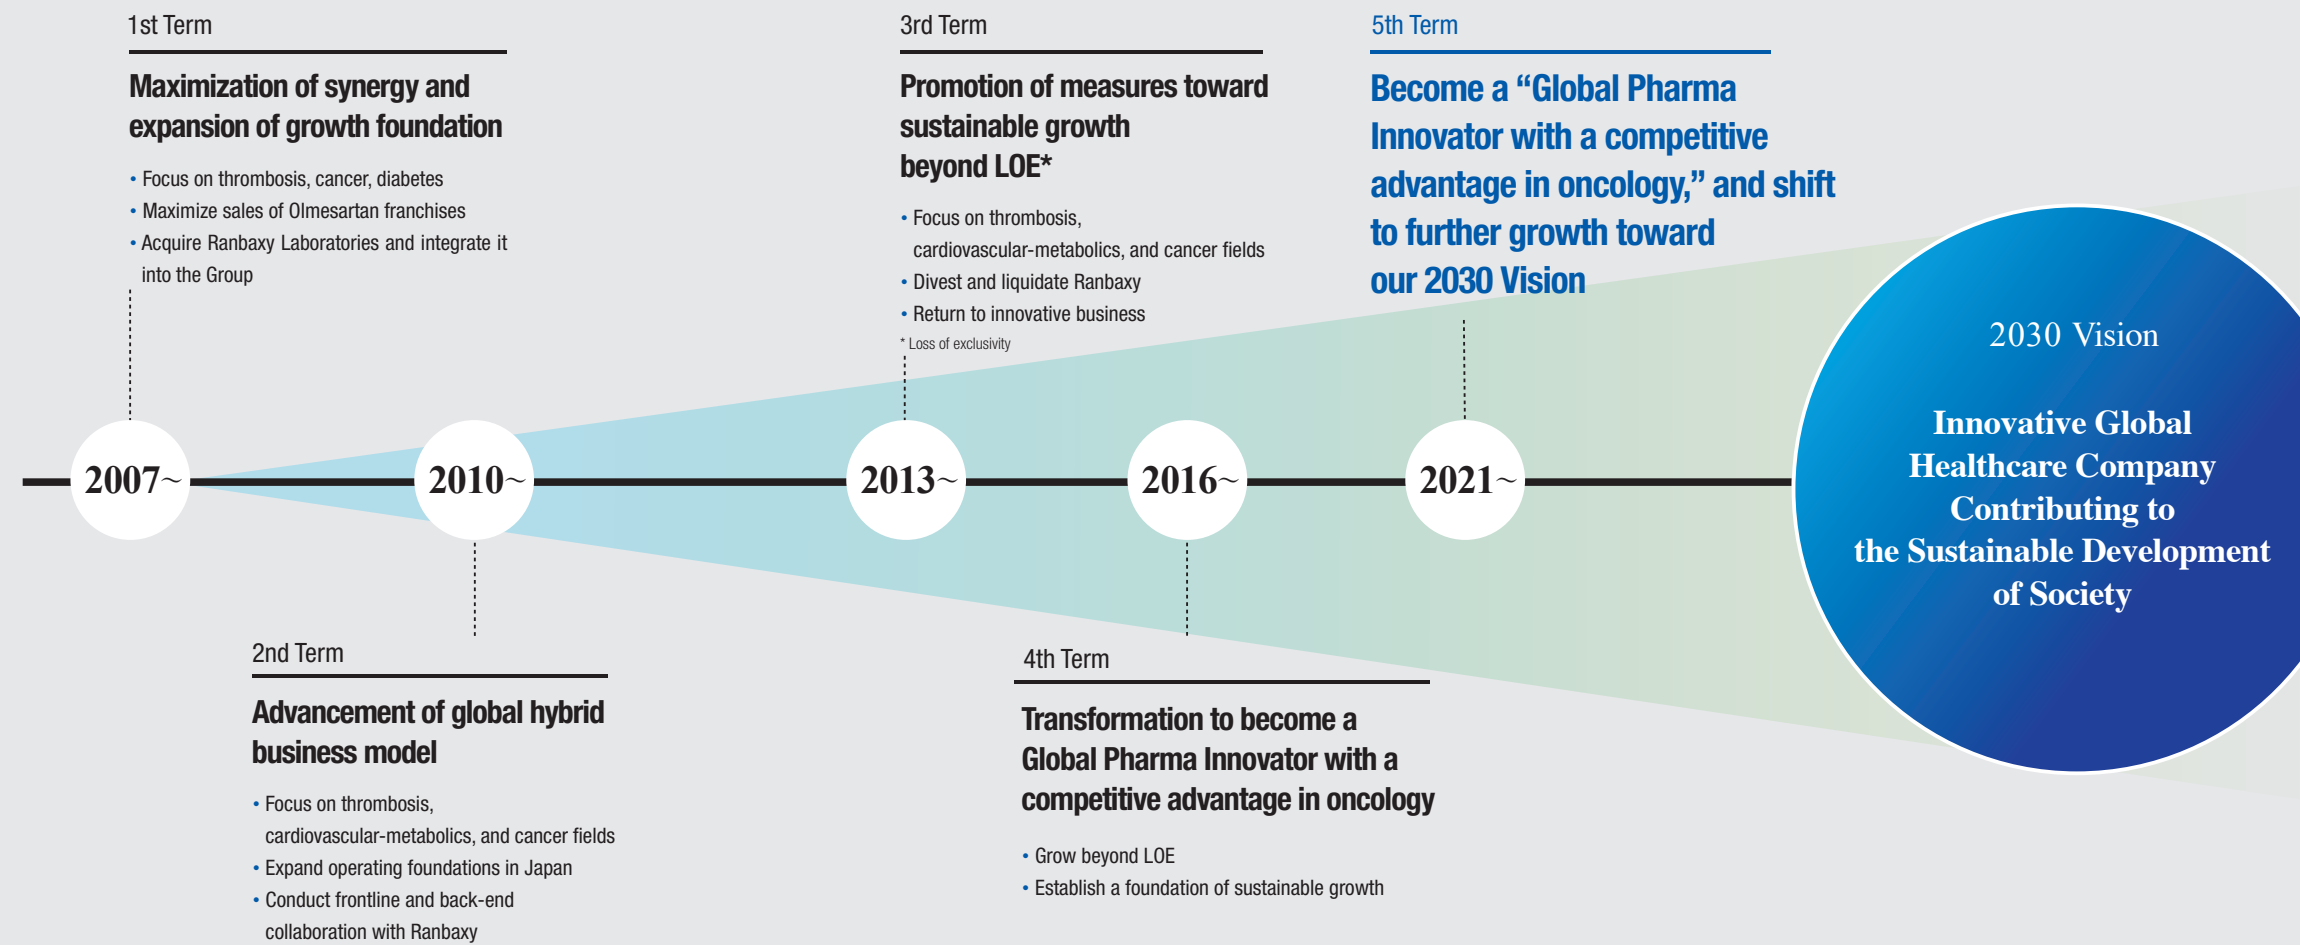 1st Term
Maximization of synergy and
expansion of growth foundation
• Focus on thrombosis, cancer, diabetes
• Maximize sales of Olmesartan franchises
• Acquire Ranbaxy Laboratories and integrate it
into the Group
3rd Term
Promotion of measures toward
sustainable growth
beyond LOE*
• Focus on thrombosis,
cardiovascular-metabolics, and cancer fields
• Divest and liquidate Ranbaxy
• Return to innovative business
* Loss of exclusivity
5th Term
Become a “Global Pharma
Innovator with a competitive
advantage in oncology,” and shift
to further growth toward
our 2030 Vision
2007~
2010~
2013~
2016~
2021~
2030 Vision
Innovative Global
Healthcare Company
Contributing to
the Sustainable Development
of Society
2nd Term
Advancement of global hybrid
business model
• Focus on thrombosis,
cardiovascular-metabolics, and cancer fields
• Expand operating foundations in Japan
• Conduct frontline and back-end
collaboration with Ranbaxy
4th Term
Transformation to become a
Global Pharma Innovator with a
competitive advantage in oncology
• Grow beyond LOE
• Establish a foundation of sustainable growth